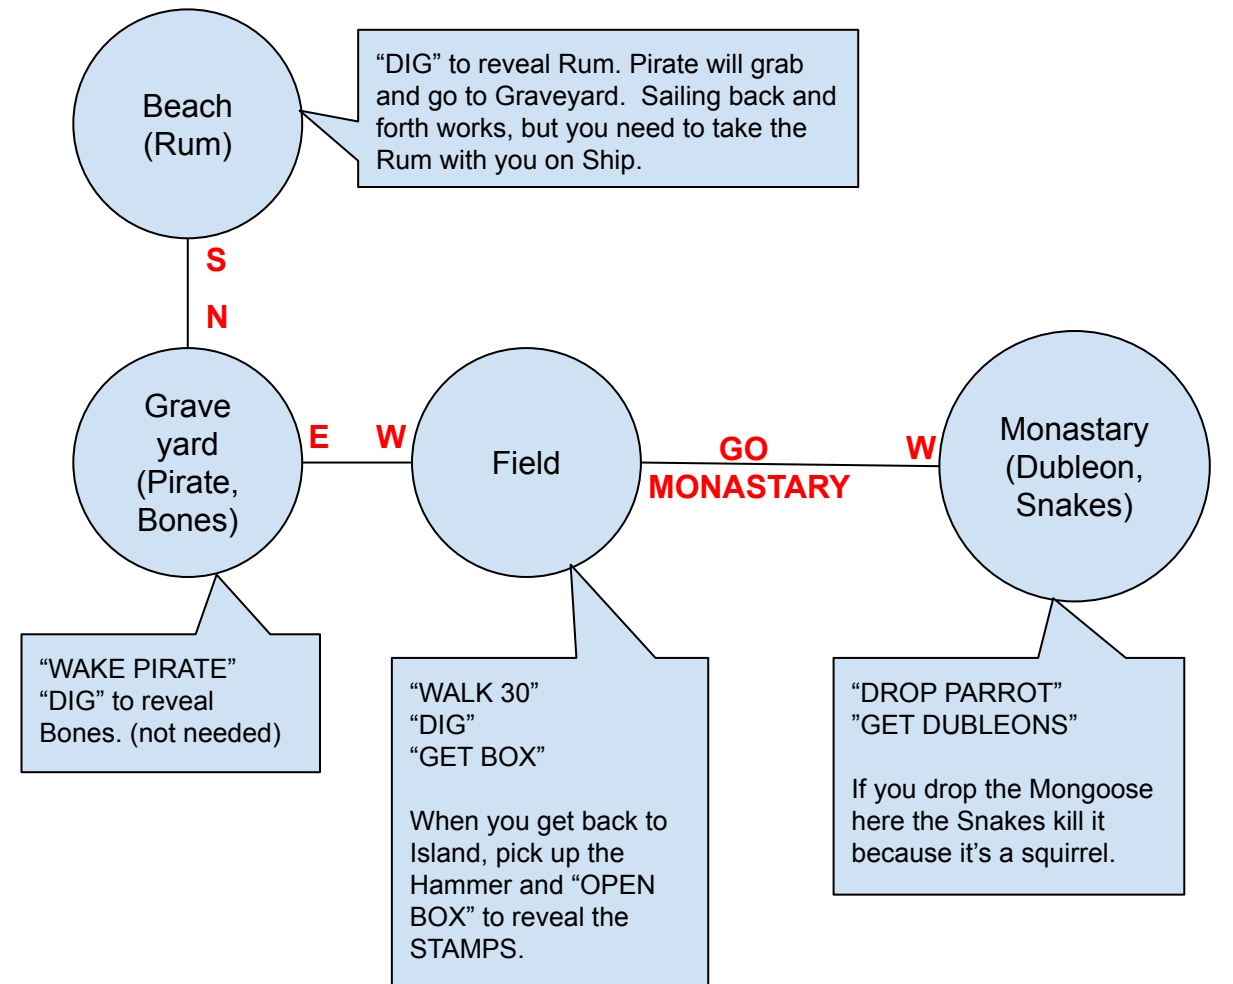 Beach
(Rum)
“DIG” to reveal Rum. Pirate will grab
and go to Graveyard.  Sailing back and
forth works, but you need to take the
Rum with you on Ship.
S
N
Grave
yard
(Pirate,
Bones)
E
W
Field
GO
MONASTARY
W
Monastary
(Dubleon,
Snakes)
“WAKE PIRATE”
“DIG” to reveal
Bones. (not needed)
“WALK 30”
“DIG”
“GET BOX”
When you get back to
Island, pick up the
Hammer and “OPEN
BOX” to reveal the
STAMPS.
“DROP PARROT”
”GET DUBLEONS”
If you drop the Mongoose
here the Snakes kill it
because it’s a squirrel.